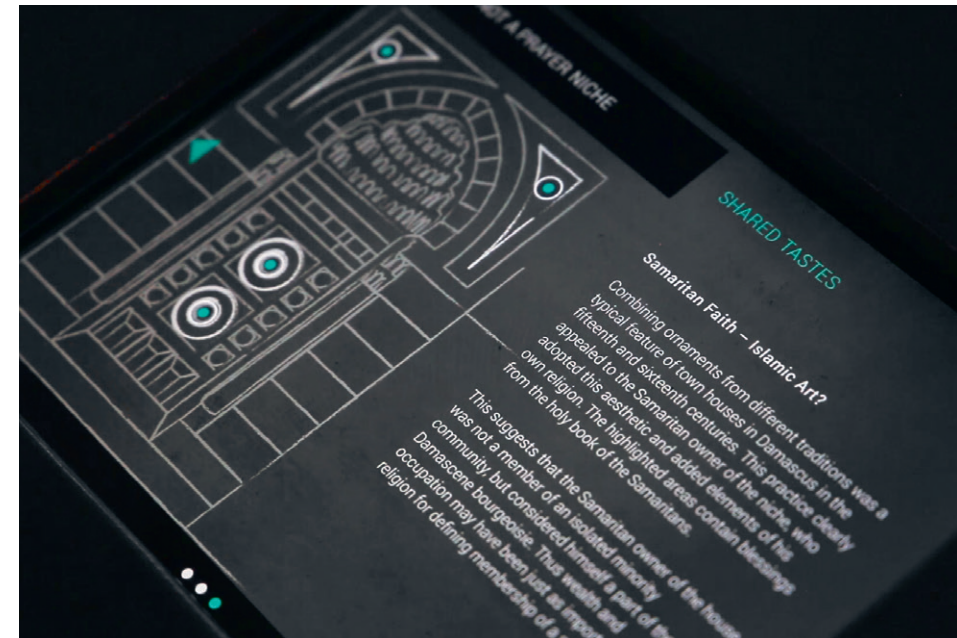 A PRAYER NICHE
SHARED TASTES
Samaritan Faith – Islamic Art?
Combining ornaments from different traditions was a
typical feature of town houses in Damascus in the
fifteenth and sixteenth centuries. This practice clearly
appealed to the Samaritan owner of the niche, who
adopted this aesthetic and added elements of his
own religion. The highlighted areas contain blessings
from the holy book of the Samaritans.
This suggests that the Samaritan owner of the house
was not a member of an isolated minority
community, but considered himself a part of the
Damascene bourgeoisie. Thus wealth and
occupation may have been just as
religion for defining membership of a